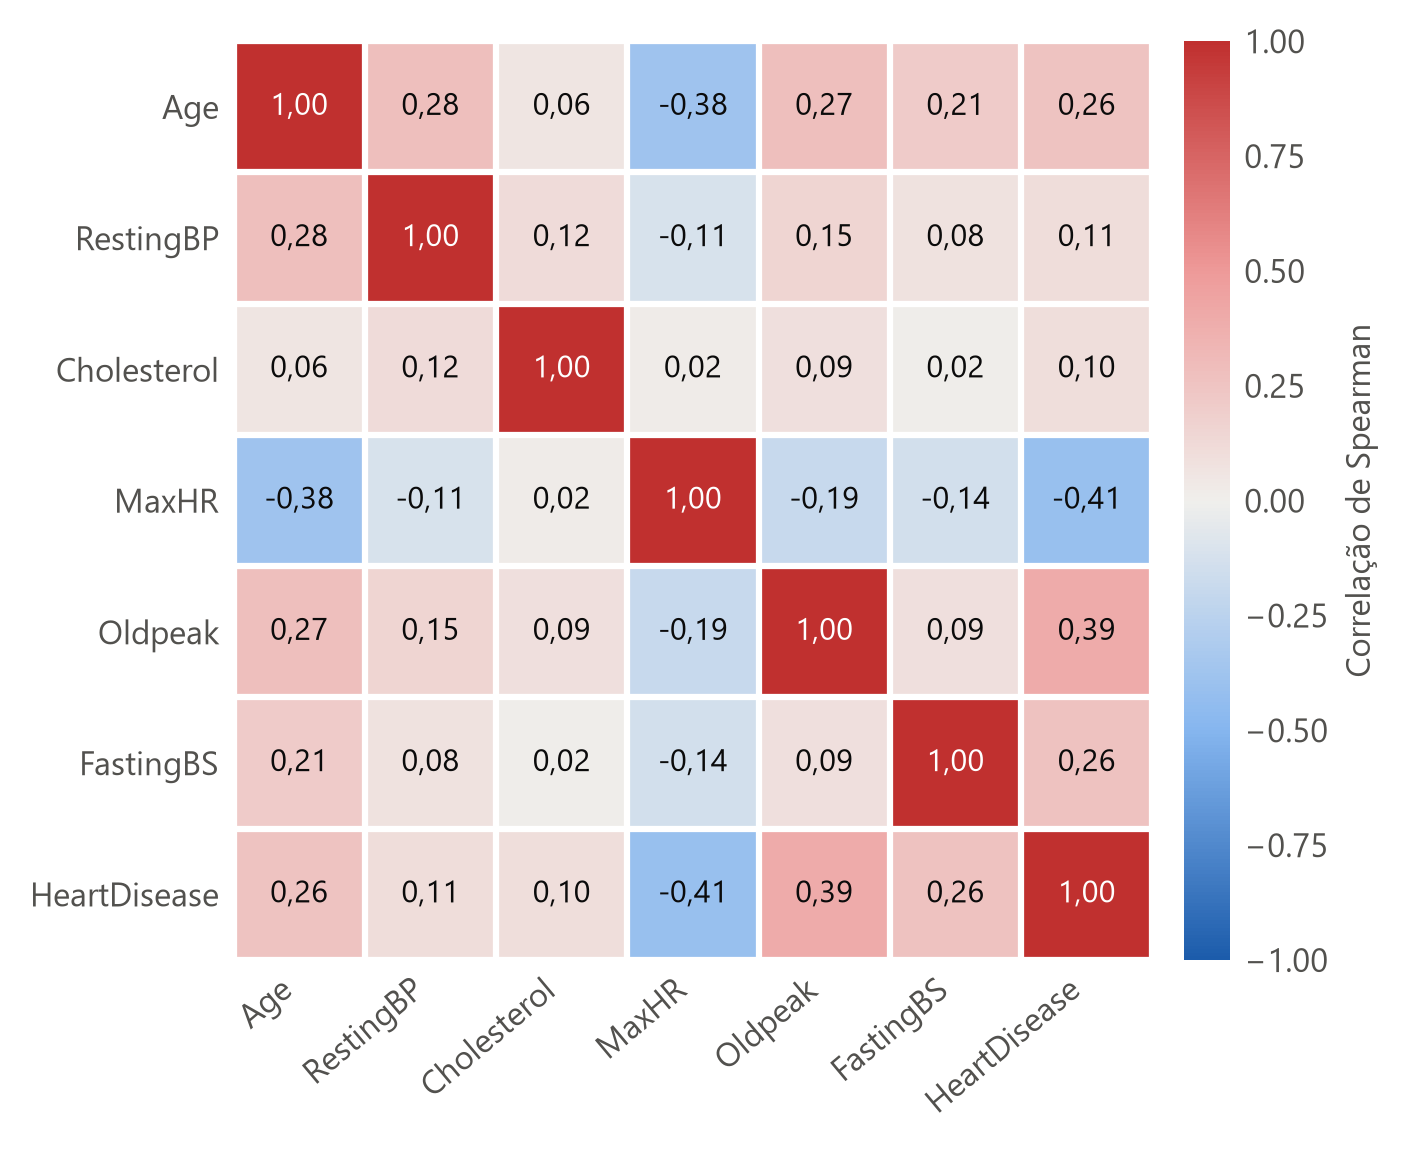 Age 1,00 0,28 0,06 -0,38 0,27 0,21 0,26
RestingBP 0,28 1,00 0,12 -0,11 0,15 0,08 0,11
Cholesterol 0,06 0,12 1,00 0,02 0,09 0,02 0,10
MaxHR -0,38 -0,11 0,02 1,00 -0,19 -0,14 -0,41
Oldpeak 0,27 0,15 0,09 -0,19 1,00 0,09 0,39
FastingBS 0,21 0,08 0,02 -0,14 0,09 1,00 0,26
HeartDisease 0,26 0,11 0,10 -0,41 0,39 0,26 1,00
Age RestingBP Cholesterol MaxHR Oldpeak FastingBS HeartDisease
1.00
0.75
0.50
0.25
0.00
−0.25
−0.50
−0.75
−1.00
Correlação de Spearman